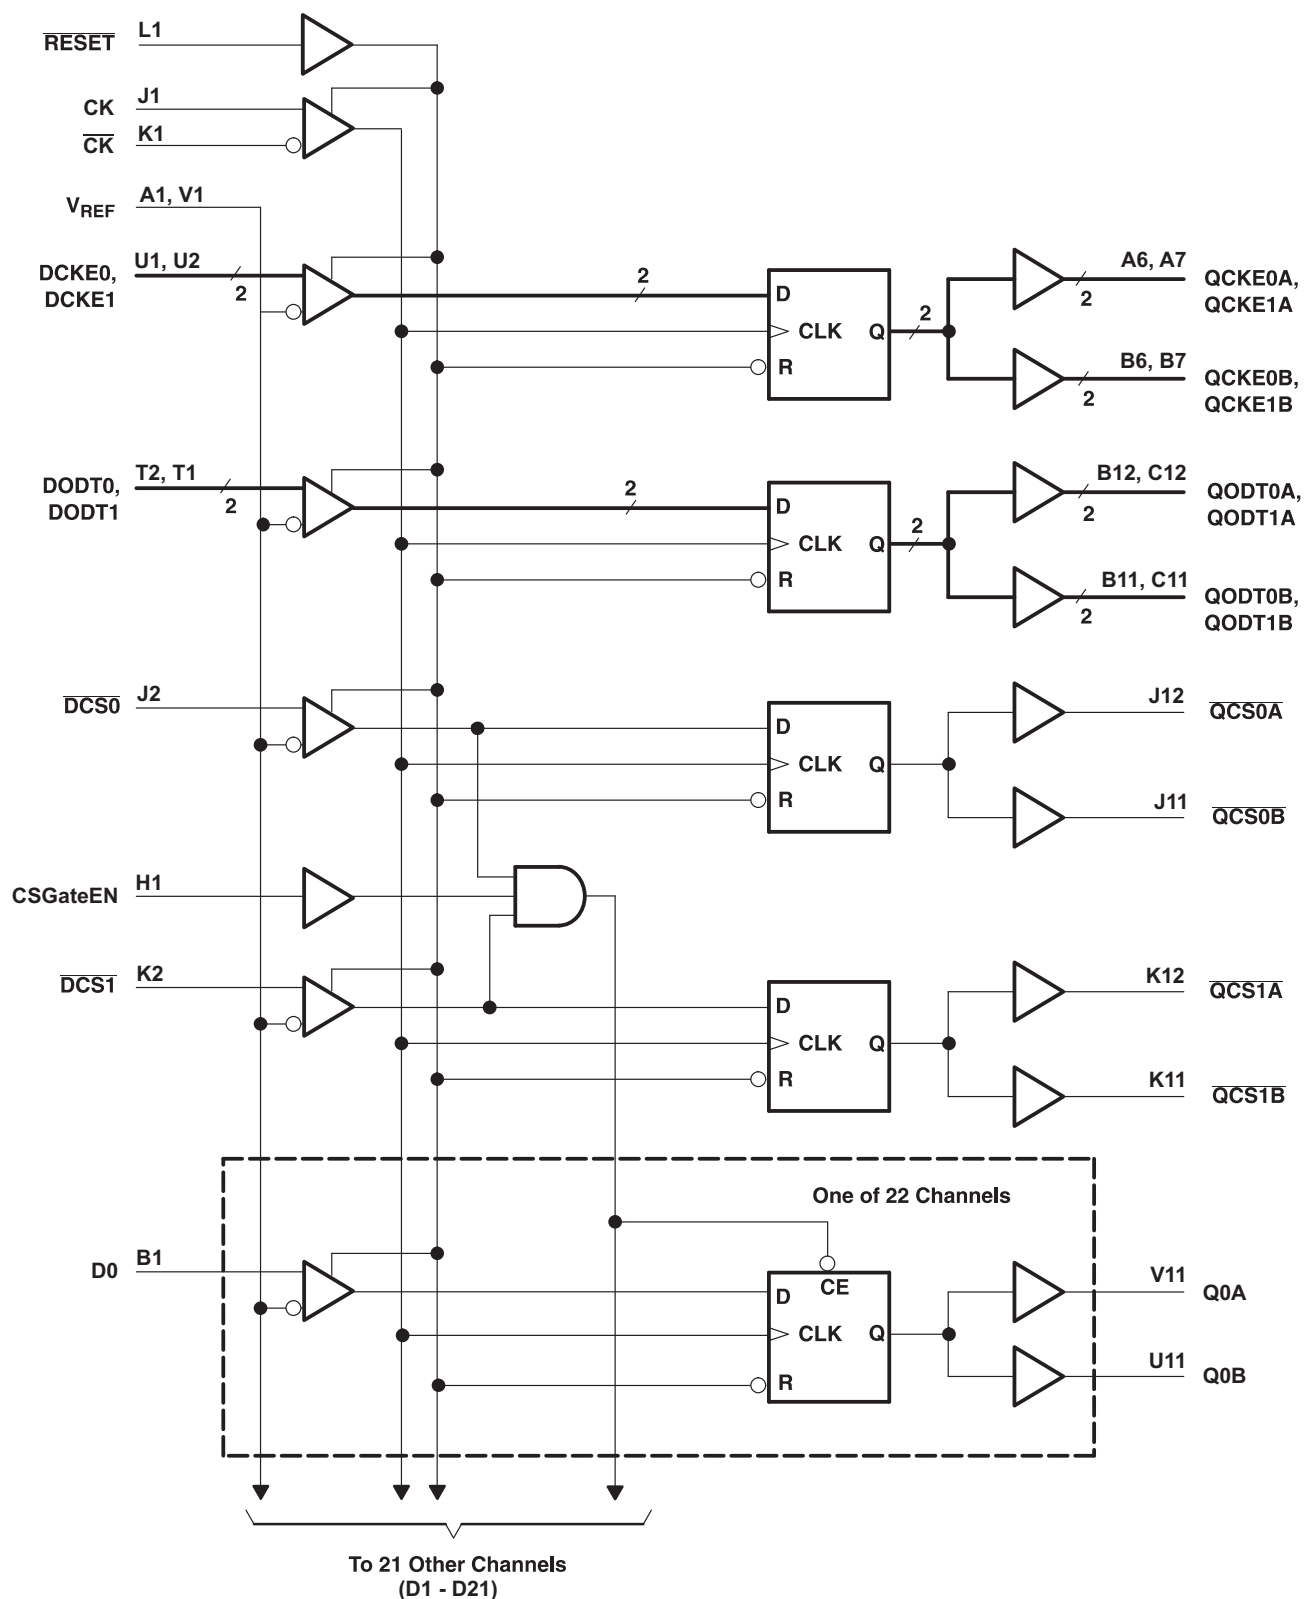 RESET L1
CK J1
CK K1
VREF A1, V1
DCKE0, U1, U2
DCKE1 2
2
D
CLK Q
R
2
A6, A7 QCKE0A,
2 QCKE1A
B6, B7 QCKE0B,
2 QCKE1B
DODT0, T2, T1
DODT1 2
2
D
CLK Q
R
2
B12, C12 QODT0A,
2 QODT1A
B11, C11 QODT0B,
2 QODT1B
DCS0 J2
D
CLK Q
R
J12 QCS0A
J11 QCS0B
CSGateEN H1
DCS1 K2
D
CLK Q
R
K12 QCS1A
K11 QCS1B
One of 22 Channels
D0 B1
CE
D
CLK Q
R
V11 Q0A
U11 Q0B
To 21 Other Channels
(D1 - D21)